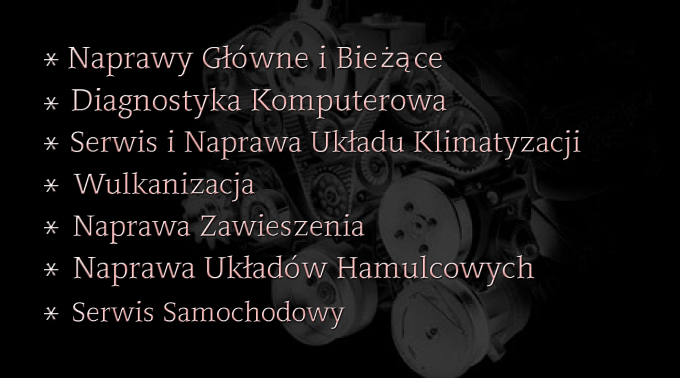 * Naprawy Główne i Bieżące
* Diagnostyka Komputerowa
* Serwis i Naprawa Układu Klimatyzacji
* Wulkanizacja
* Naprawa Zawieszenia
* Naprawa Układów Hamulcowych
* Serwis Samochodowy